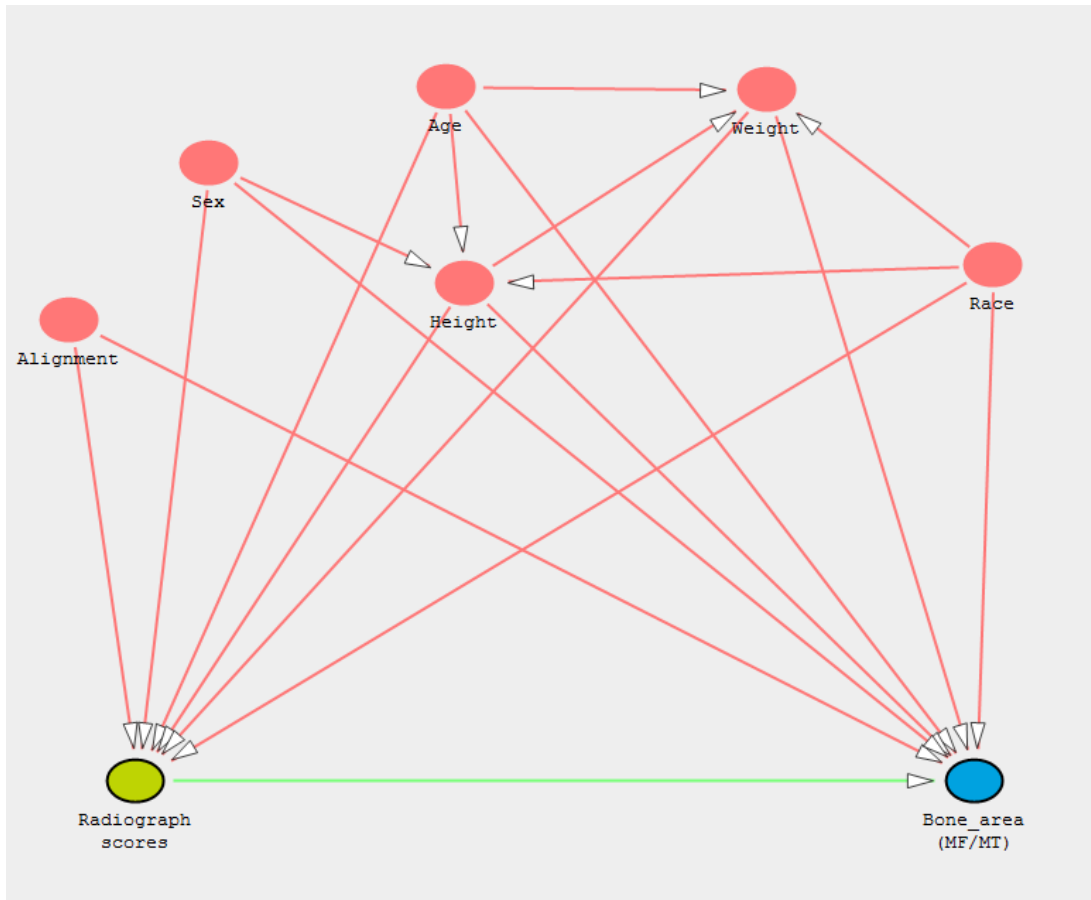 Age
Weight
Sex
Height
Race
Alignment
Radiograph
scores
Bone_area
(MF/MT)